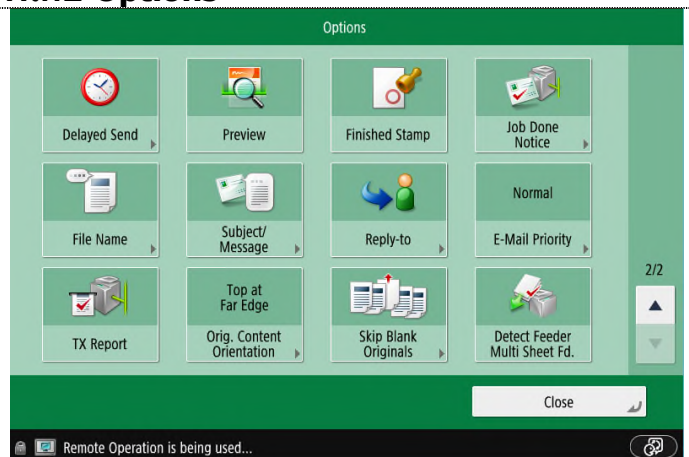 Options
Delayed Send
Preview
Finished Stamp
Job Done
Notice
File Name
Subject/
Message
Reply-to
Normal
E-Mail Priority
2/2
TX Report
Top at
Far Edge
Orig. Content
Orientation
Skip Blank
Originals
Detect Feeder
Multi Sheet Fd.
Close
Remote Operation is being used...